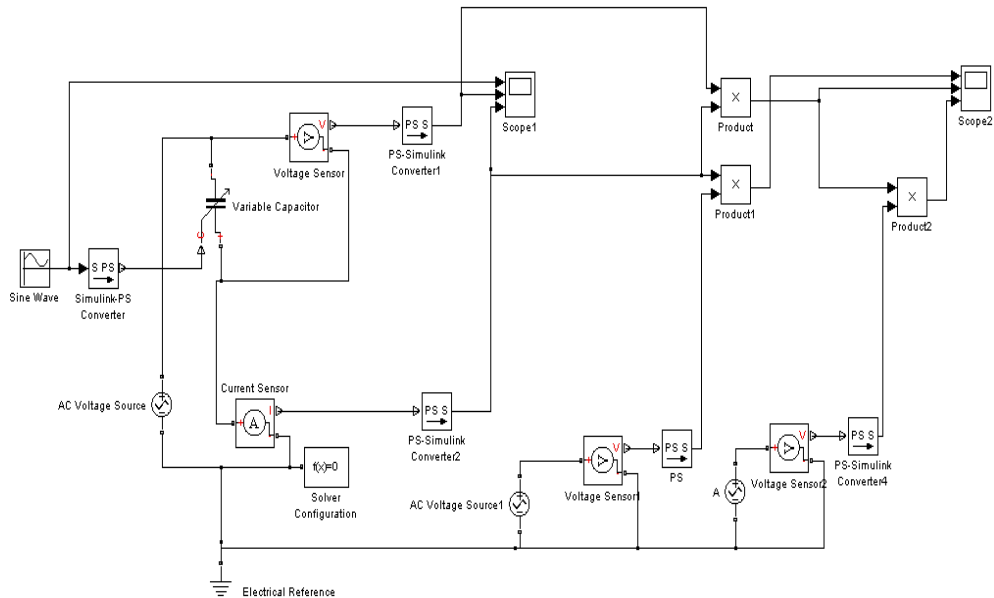 X
Scope1
Product
Scope2
V
PS S
PS-Simulink
Converter1
Voltage Sensor
X
Product1
X
Product2
Variable Capacitor
C
+
Sine Wave
S PS
Simulink-PS
Converter
AC Voltage Source
Current Sensor
A
I
PS S
PS-Simulink
Converter2
f(x)=0
Solver
Configuration
AC Voltage Source1
V
Voltage Sensor1
PS S
PS
A
V
Voltage Sensor2
PS S
PS-Simulink
Converter4
Electrical Reference